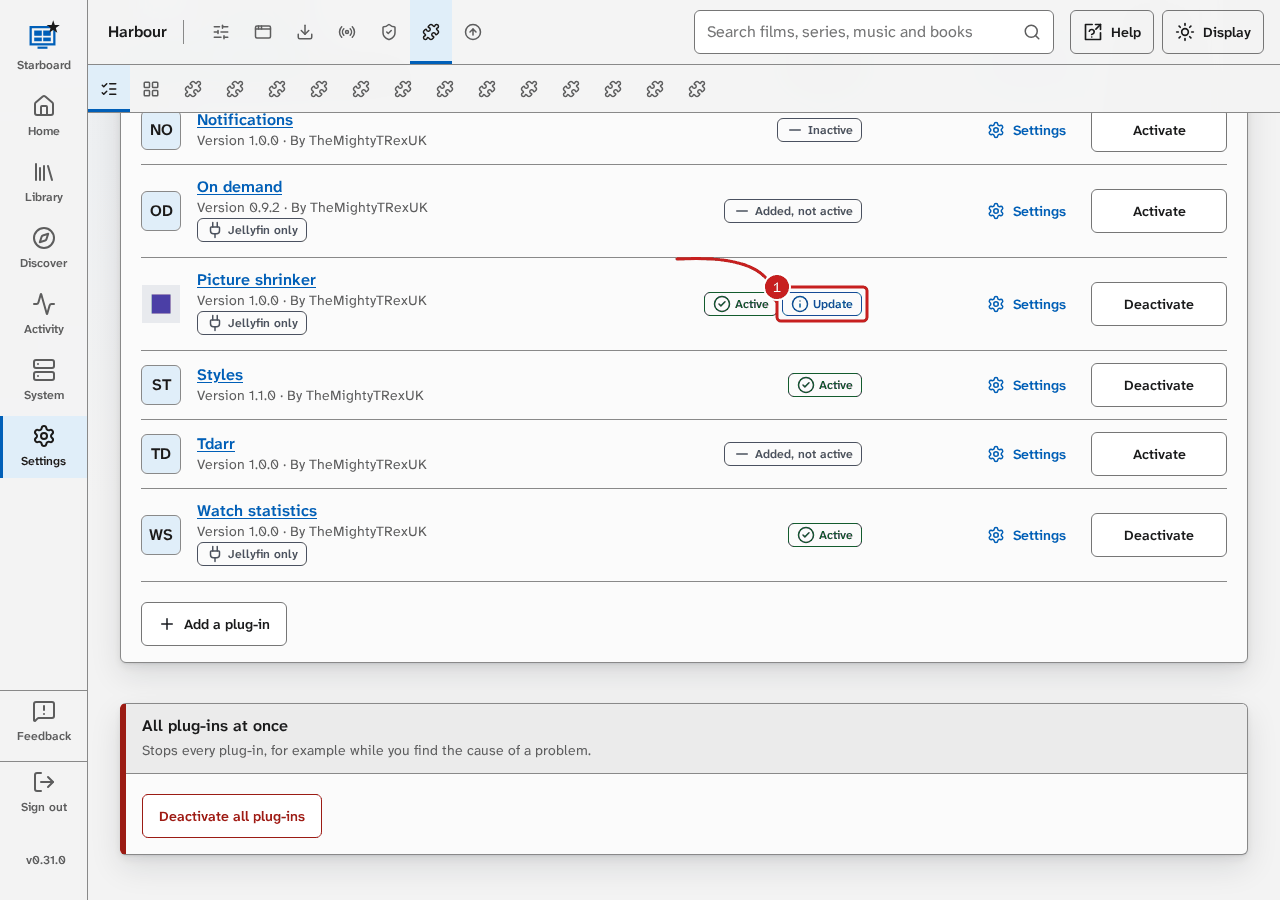 Starboard
Home
Library
Discover
Activity
System
Settings
Feedback
Sign out
v0.31.0
Harbour
Search films, series, music and books
Help
Display
NO
Notifications
Version 1.0.0 · By TheMightyTRexUK
Inactive
Settings
Activate
OD
On demand
Version 0.9.2 · By TheMightyTRexUK
Jellyfin only
Added, not active
Settings
Activate
Picture shrinker
Version 1.0.0 · By TheMightyTRexUK
Jellyfin only
Active
1
Update
Settings
Deactivate
ST
Styles
Version 1.1.0 · By TheMightyTRexUK
Active
Settings
Deactivate
TD
Tdarr
Version 1.0.0 · By TheMightyTRexUK
Added, not active
Settings
Activate
WS
Watch statistics
Version 1.0.0 · By TheMightyTRexUK
Jellyfin only
Active
Settings
Deactivate
Add a plug-in
All plug-ins at once
Stops every plug-in, for example while you find the cause of a problem.
Deactivate all plug-ins